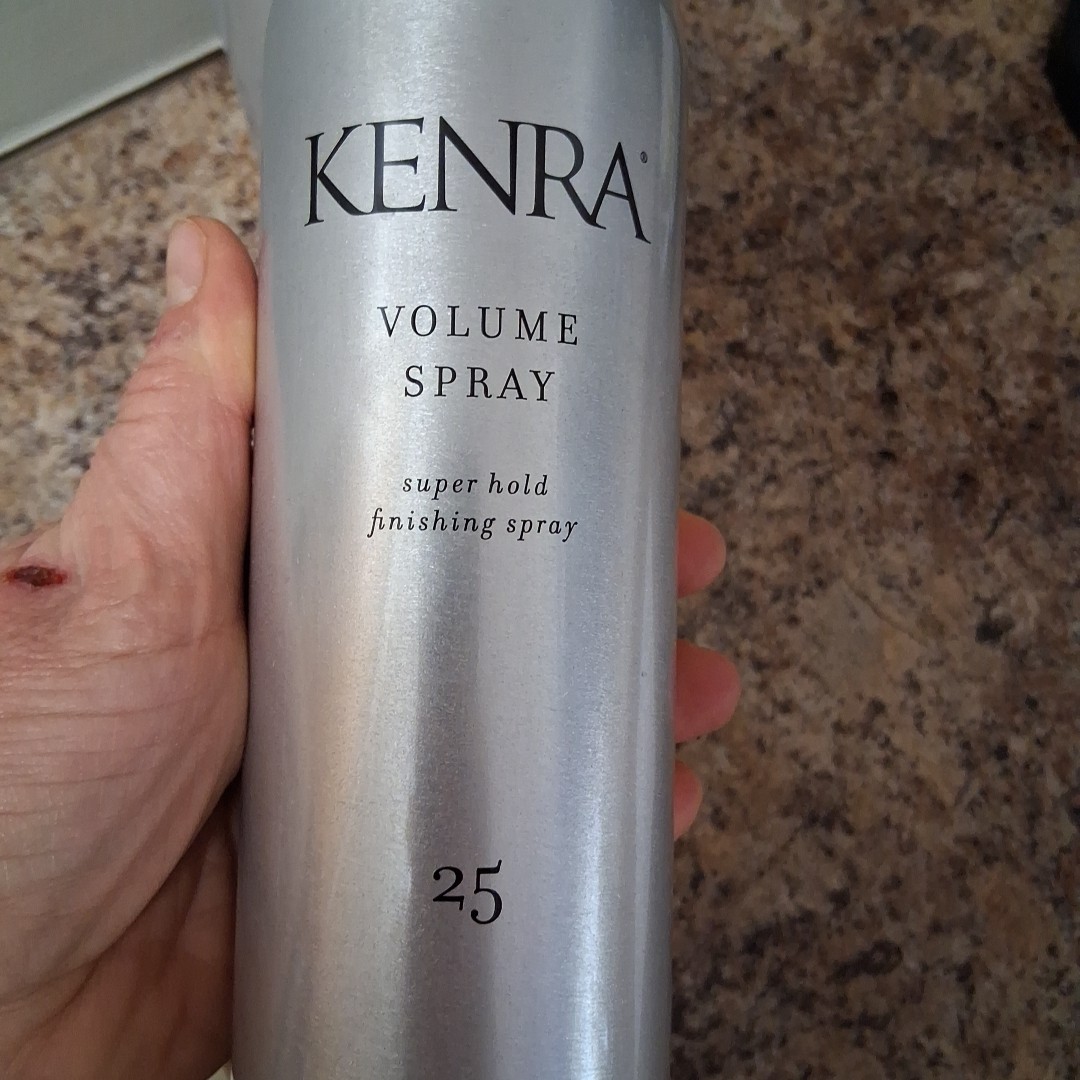 KENRA®
VOLUME
SPRAY
super hold
finishing spray
25